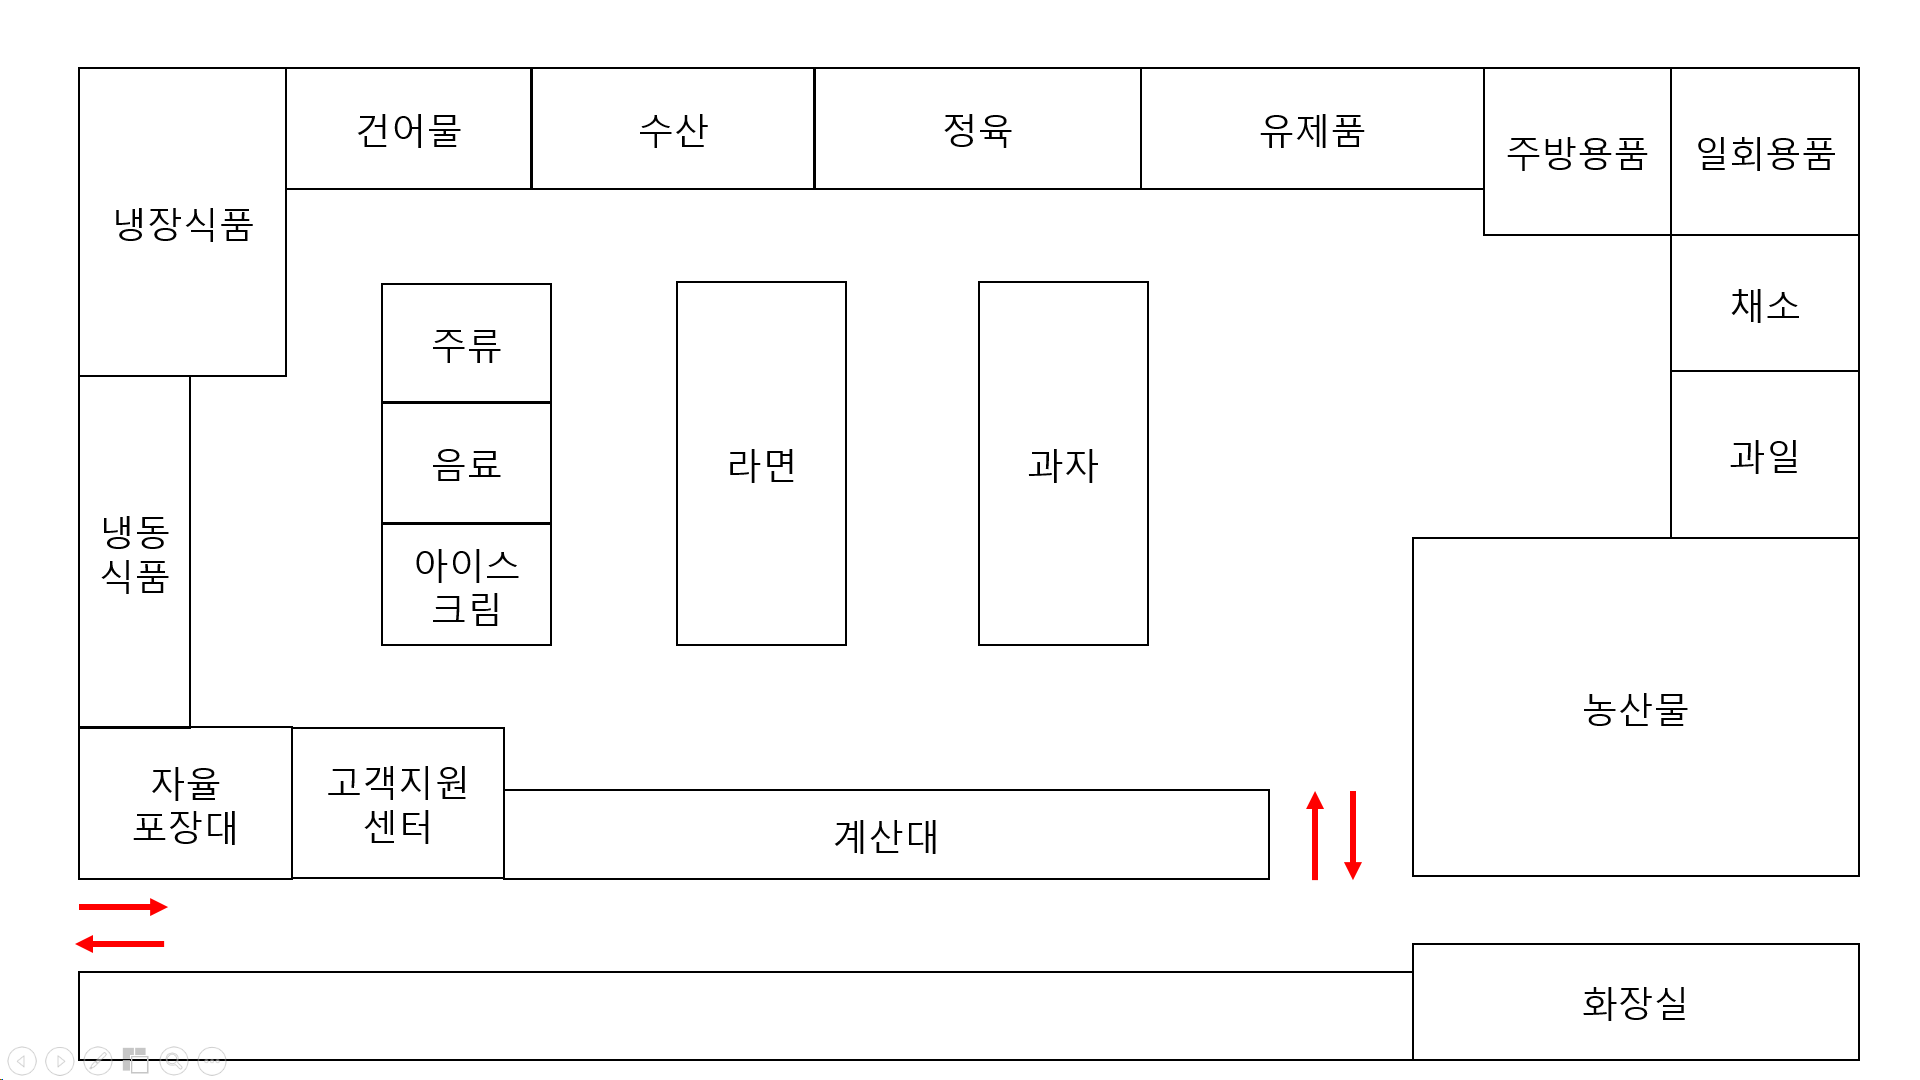 건어물
수산
정육
유제품
주방용품
일회용품
냉장식품
채소
주류
음료
아이스
크림
라면
과자
과일
냉동
식품
농산물
자율
포장대
고객지원
센터
계산대
화장실